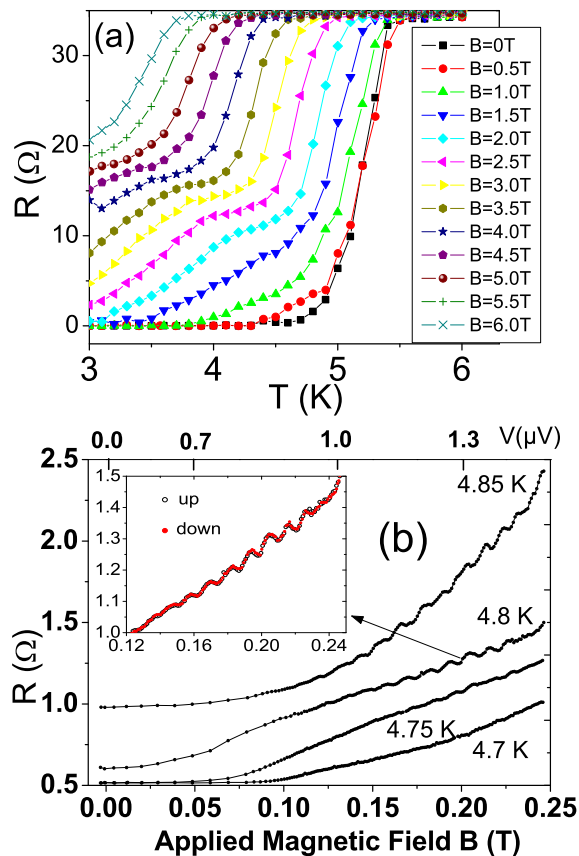 (a)
R (Ω)
30
20
10
0
3 4 5 6
T (K)
B=0T
B=0.5T
B=1.0T
B=1.5T
B=2.0T
B=2.5T
B=3.0T
B=3.5T
B=4.0T
B=4.5T
B=5.0T
B=5.5T
B=6.0T
0.0 0.7 1.0 1.3 V(µV)
(b)
R (Ω)
2.5
2.0
1.5
1.0
0.5
0.00 0.05 0.10 0.15 0.20 0.25
Applied Magnetic Field B (T)
4.85 K
4.8 K
4.75 K
4.7 K
1.5
1.4
1.3
1.2
1.1
1.0
0.12 0.16 0.20 0.24
up
down